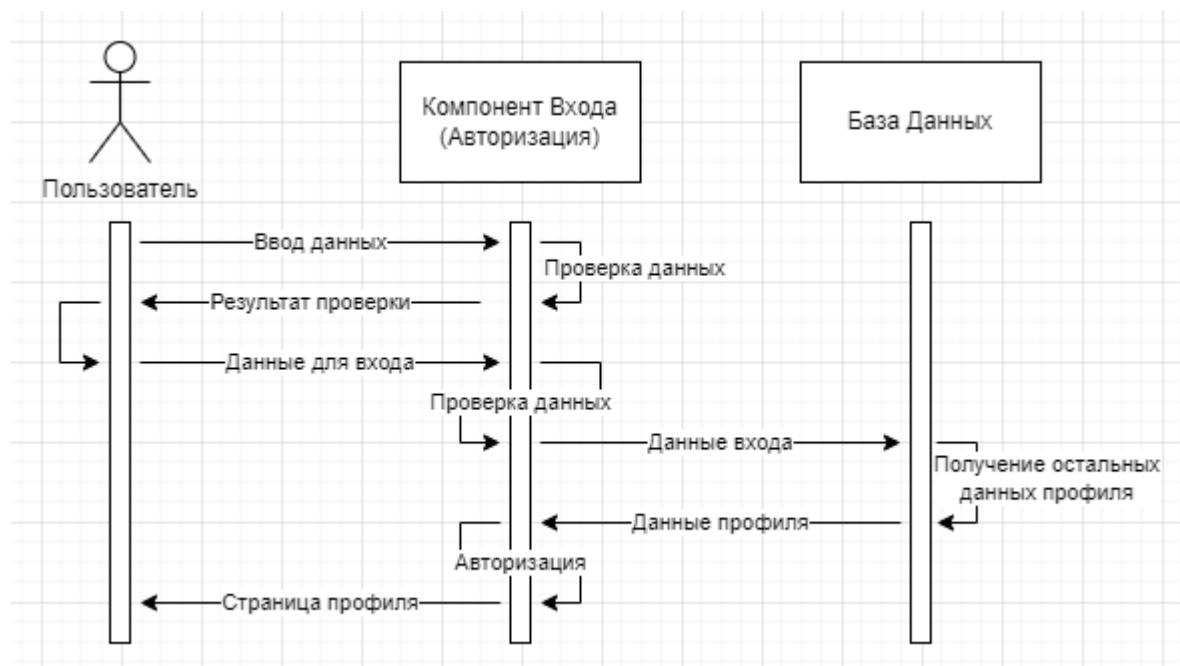 Компонент Входа
(Авторизация)
База Данных
Пользователь
Ввод данных
Проверка данных
Результат проверки
Данные для входа
Проверка данных
Данные входа
Получение остальных
данных профиля
Данные профиля
Авторизация
Страница профиля